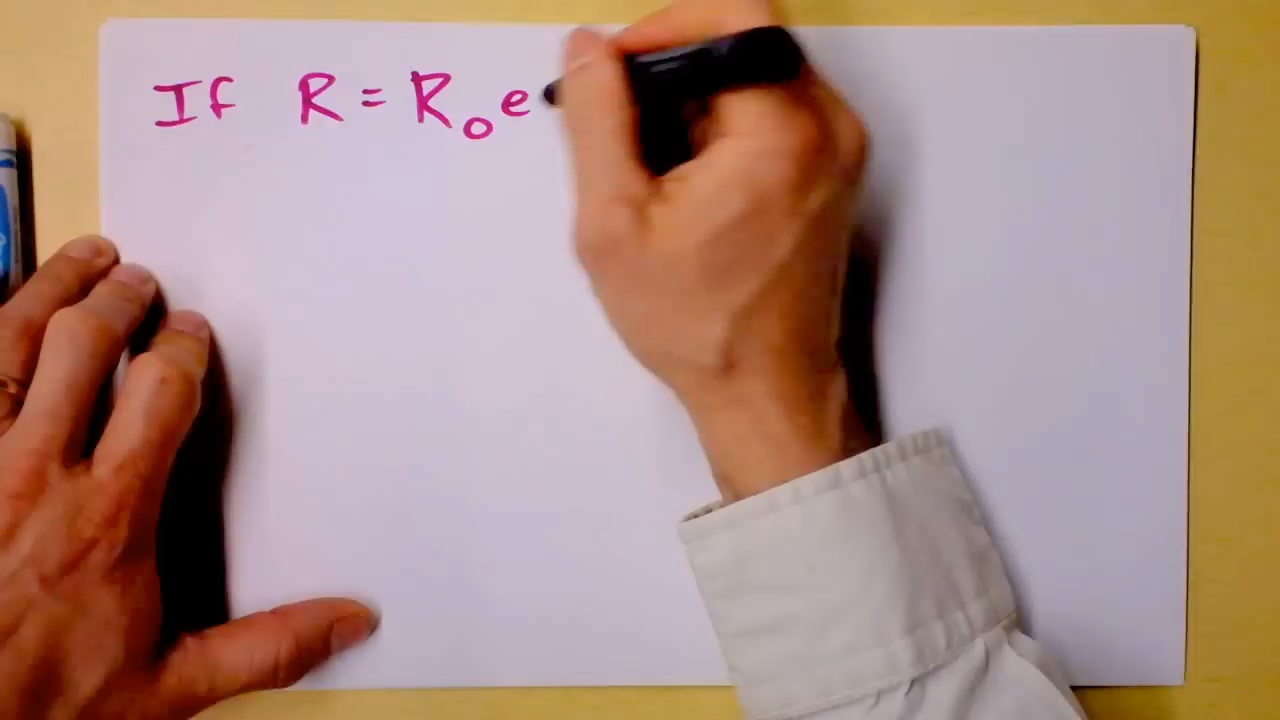 If R = R₀e